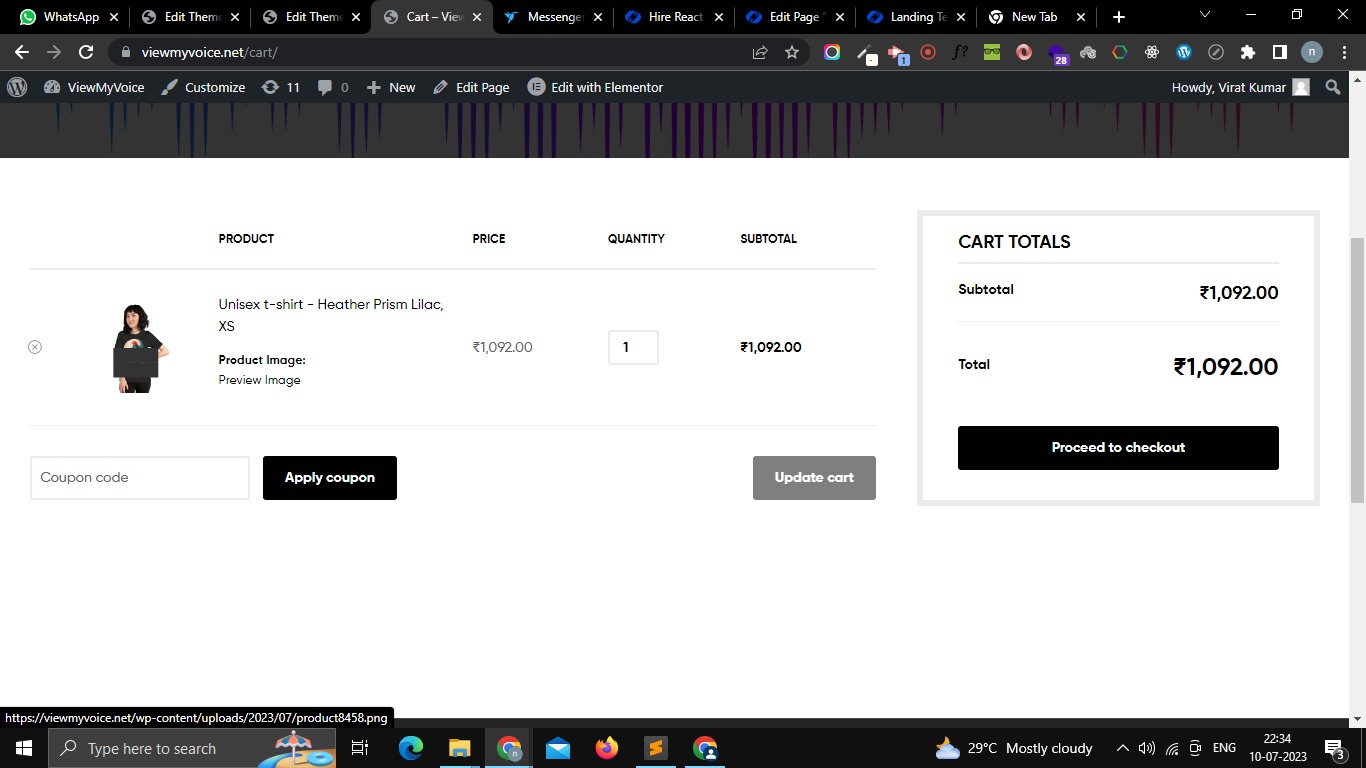 WhatsApp
Edit Theme
Edit Theme
Cart – View
Messenger
Hire React
Edit Page "
Landing Te
New Tab
viewmyvoice.net/cart/
1
f?
28
n
ViewMyVoice
Customize
11
0
New
Edit Page
Edit with Elementor
Howdy, Virat Kumar
PRODUCT PRICE QUANTITY SUBTOTAL
Unisex t-shirt - Heather Prism Lilac,
XS
Product Image:
Preview Image
₹1,092.00
1
₹1,092.00
Coupon code
Apply coupon
Update cart
CART TOTALS
Subtotal ₹1,092.00
Total ₹1,092.00
Proceed to checkout
https://viewmyvoice.net/wp-content/uploads/2023/07/product8458.png
Type here to search
n
29°C Mostly cloudy
ENG
22:34
10-07-2023
3